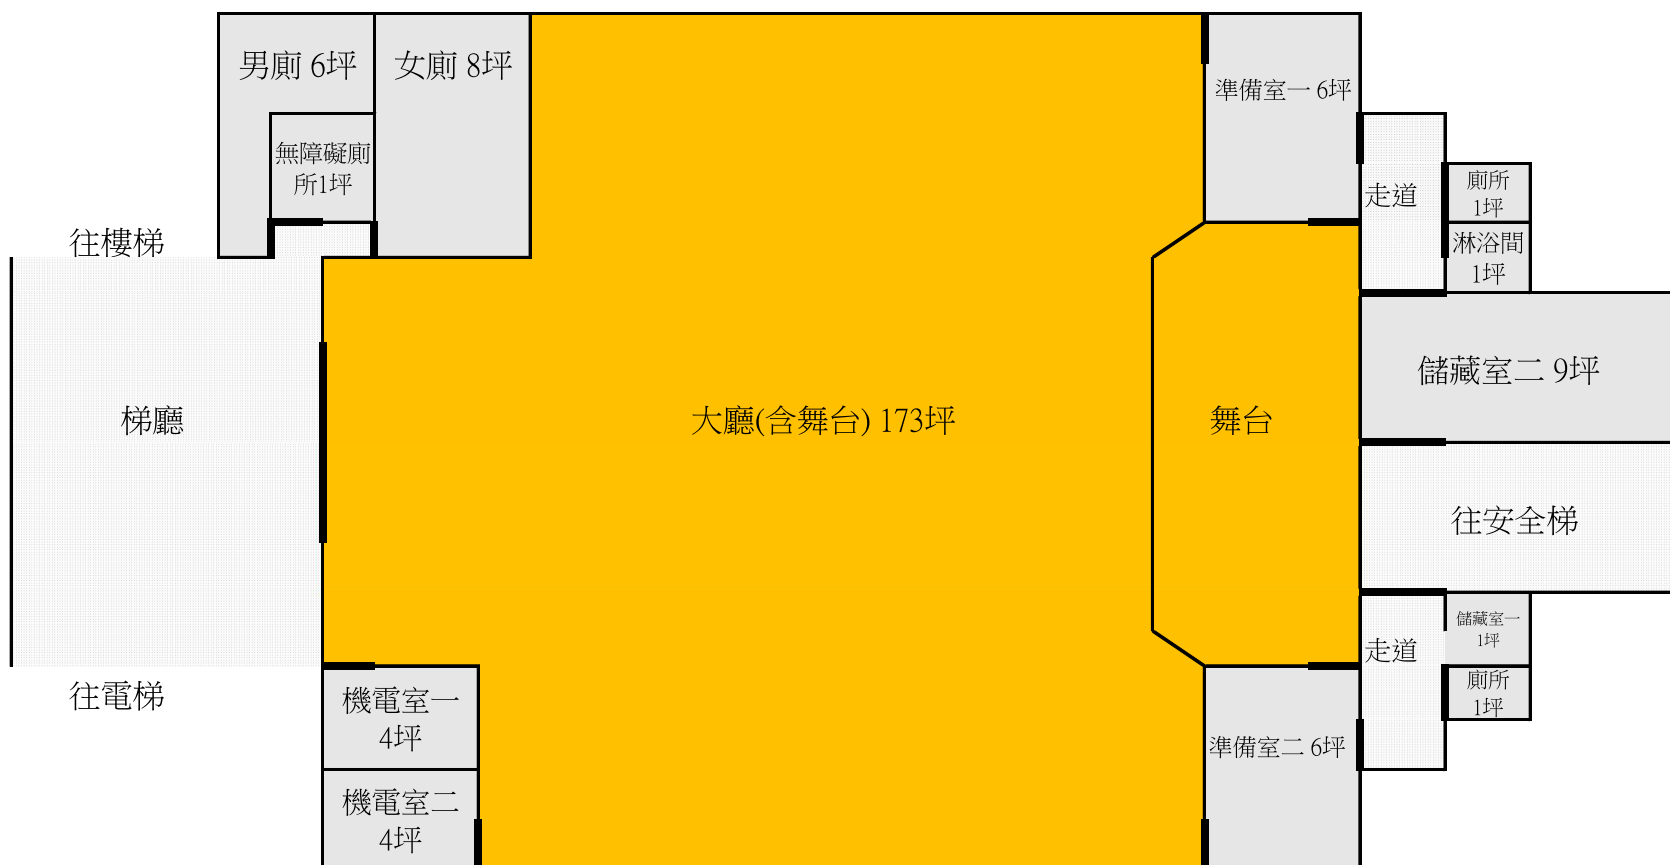 男廁 6坪
女廁 8坪
準備室一 6坪
無障礙廁
所1坪
走道
廁所
1坪
往樓梯
淋浴間
1坪
儲藏室二 9坪
梯廳
大廳(含舞台) 173坪
舞台
往安全梯
儲藏室一
1坪
走道
往電梯
機電室一
4坪
廁所
1坪
準備室二 6坪
機電室二
4坪